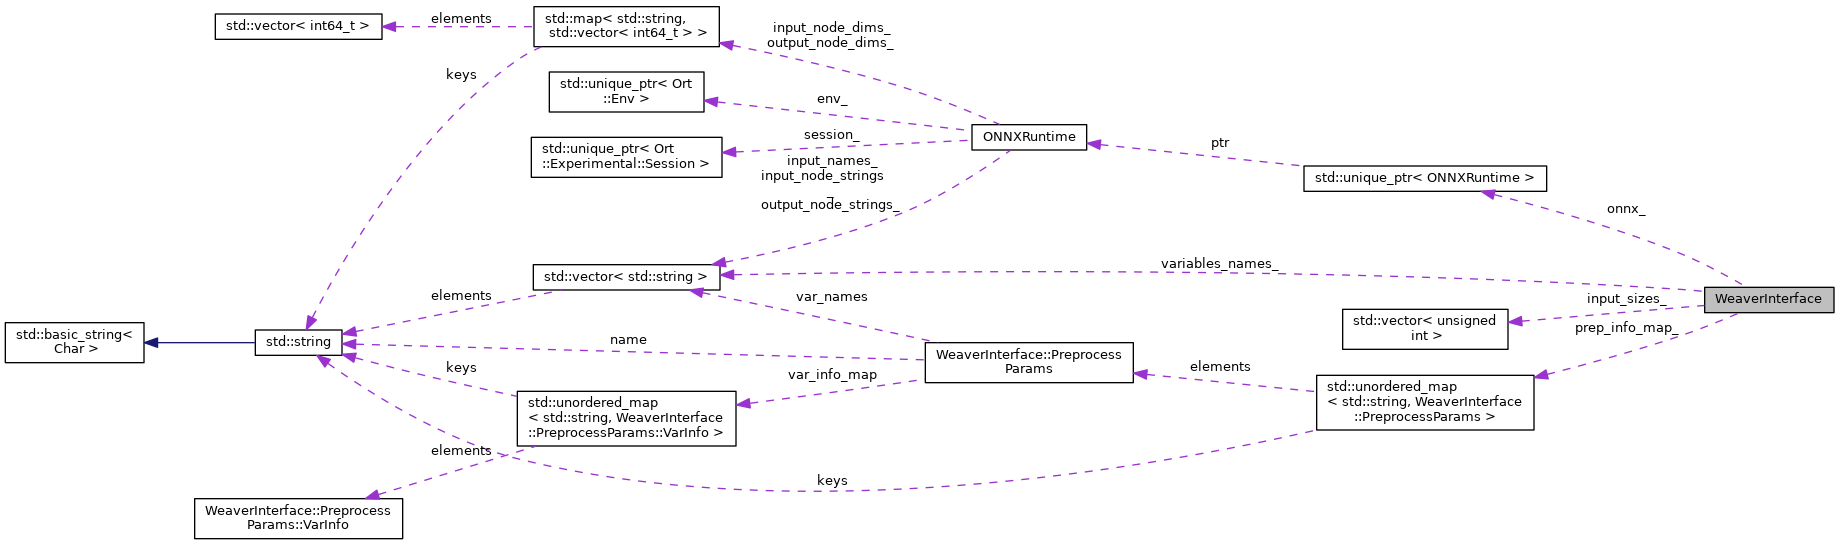 std::vector< int64_t >
elements
std::map< std::string,
std::vector< int64_t > >
input_node_dims_
output_node_dims_
keys
std::unique_ptr< Ort
::Env >
env_
ONNXRuntime
session_
std::unique_ptr< Ort
::Experimental::Session >
ptr
input_names_
input_node_strings
_
output_node_strings_
std::unique_ptr< ONNXRuntime >
onnx_
std::vector< std::string >
variables_names_
elements
var_names
input_sizes_
WeaverInterface
std::vector< unsigned
int >
prep_info_map_
std::basic_string<
Char >
std::string
name
WeaverInterface::Preprocess
Params
keys
var_info_map
elements
std::unordered_map
< std::string, WeaverInterface
::PreprocessParams::VarInfo >
std::unordered_map
< std::string, WeaverInterface
::PreprocessParams >
elements
keys
WeaverInterface::Preprocess
Params::VarInfo